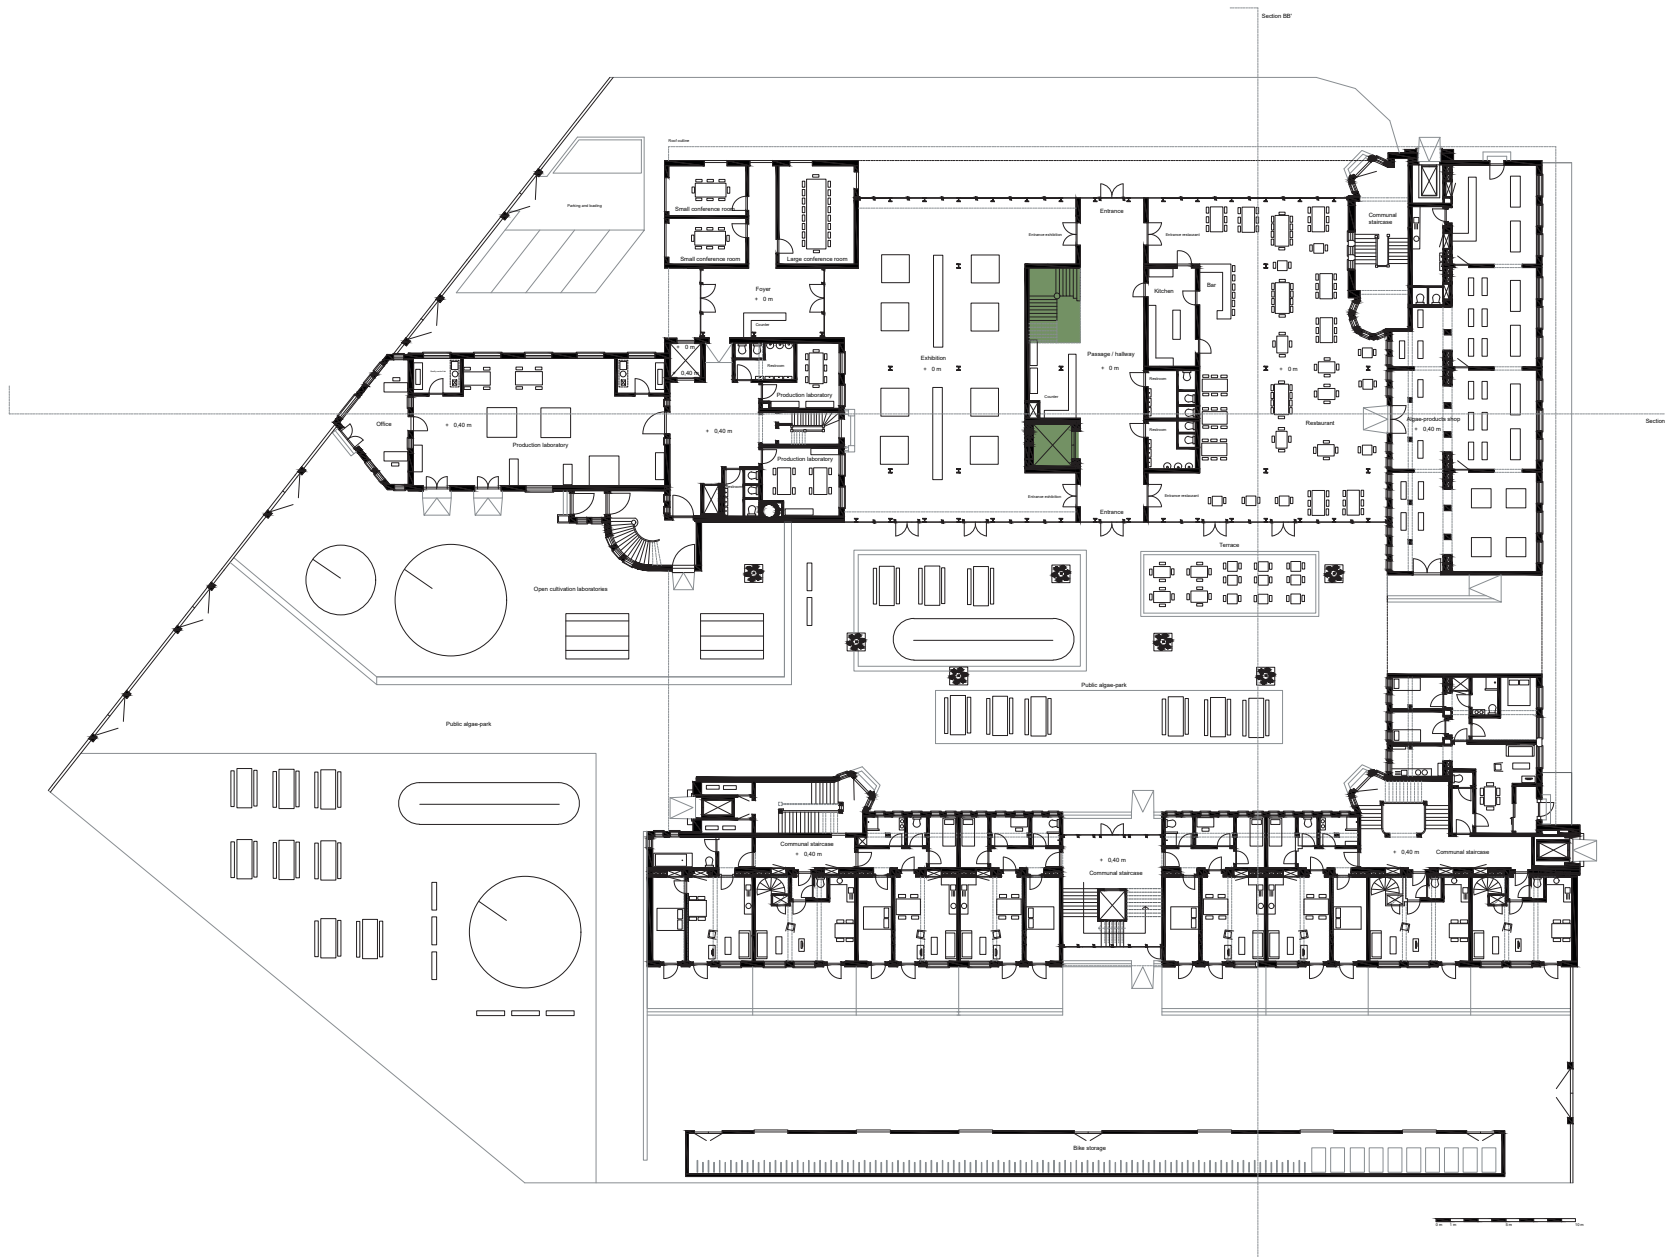 Section BB'
Roof outline
Parking and loading
Small conference room
Small conference room
Large conference room
Entrance
Communal
staircase
Entrance exhibition
Entrance restaurant
Foyer
+ 0 m
Counter
Kitchen
Bar
+ 0 m
+ 0,40 m
Restroom
Exhibition
+ 0 m
Passage / hallway
+ 0 m
+ 0 m
Restroom
Production laboratory
Counter
Office
+ 0,40 m
Production laboratory
+ 0,40 m
Restroom
Restaurant
Algae-products shop
+ 0,40 m
Section
Production laboratory
Entrance exhibition
Entrance restaurant
Entrance
Terrace
Open cultivation laboratories
Public algae-park
Public algae-park
Communal staircase
+ 0,40 m
+ 0,40 m
Communal staircase
+ 0,40 m
Communal staircase
Bike storage
0 m
1 m
5 m
10 m